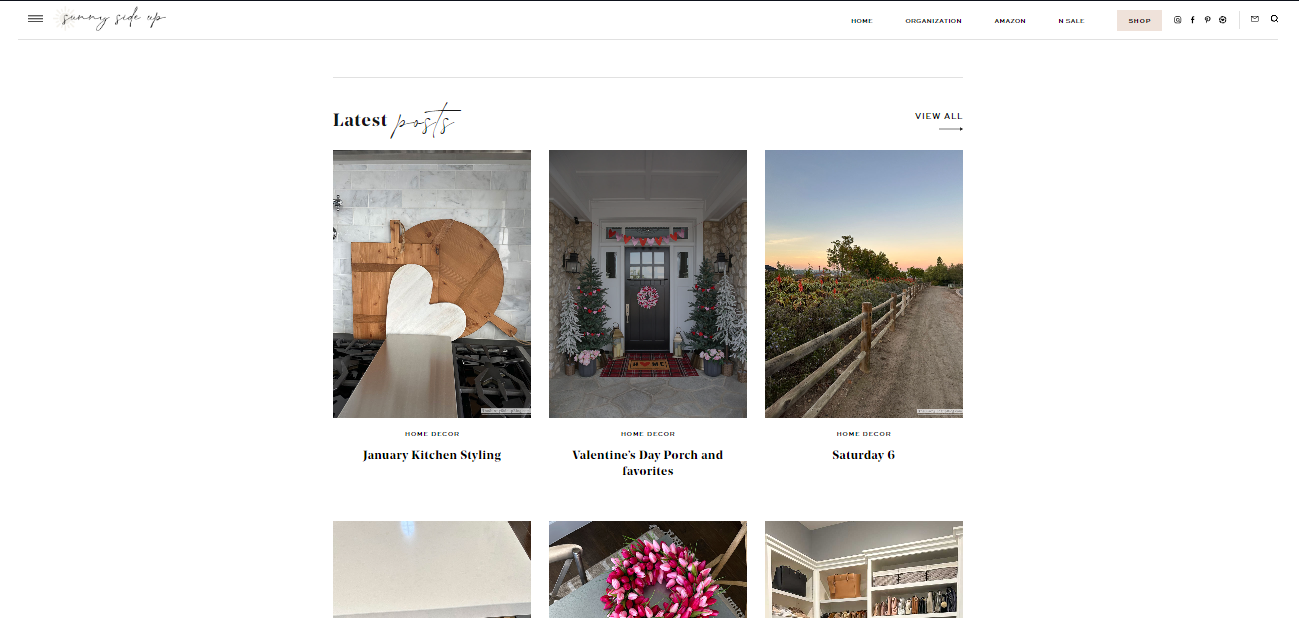 sunny side up
HOME
ORGANIZATION
AMAZON
N SALE
SHOP
Latest posts
VIEW ALL
HOME DECOR
January Kitchen Styling
HOME DECOR
Valentine's Day Porch and
favorites
HOME DECOR
Saturday 6